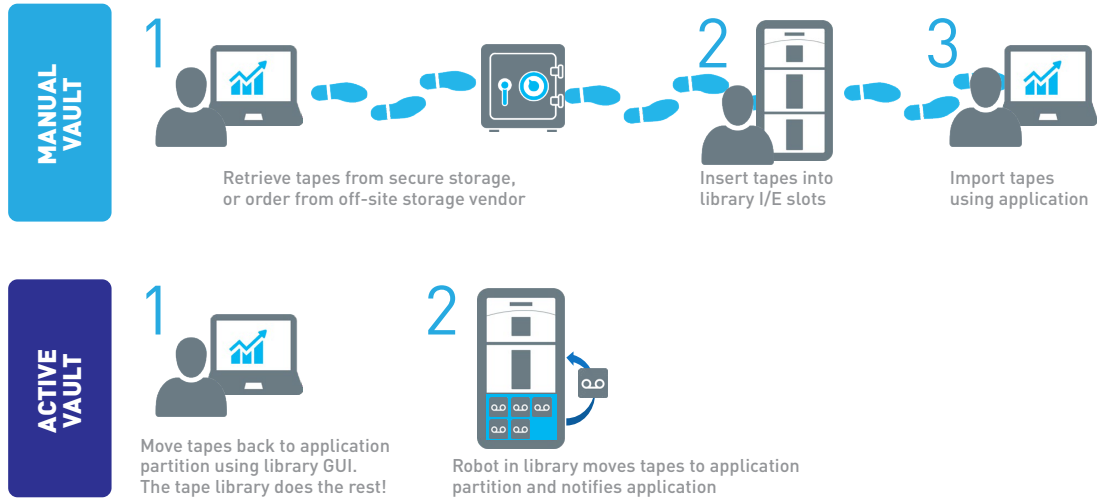 MANUAL
VAULT
1
2
3
Retrieve tapes from secure storage,
or order from off-site storage vendor
Insert tapes into
library I/E slots
Import tapes
using application
ACTIVE
VAULT
1
2
Move tapes back to application
partition using library GUI.
The tape library does the rest!
Robot in library moves tapes to application
partition and notifies application